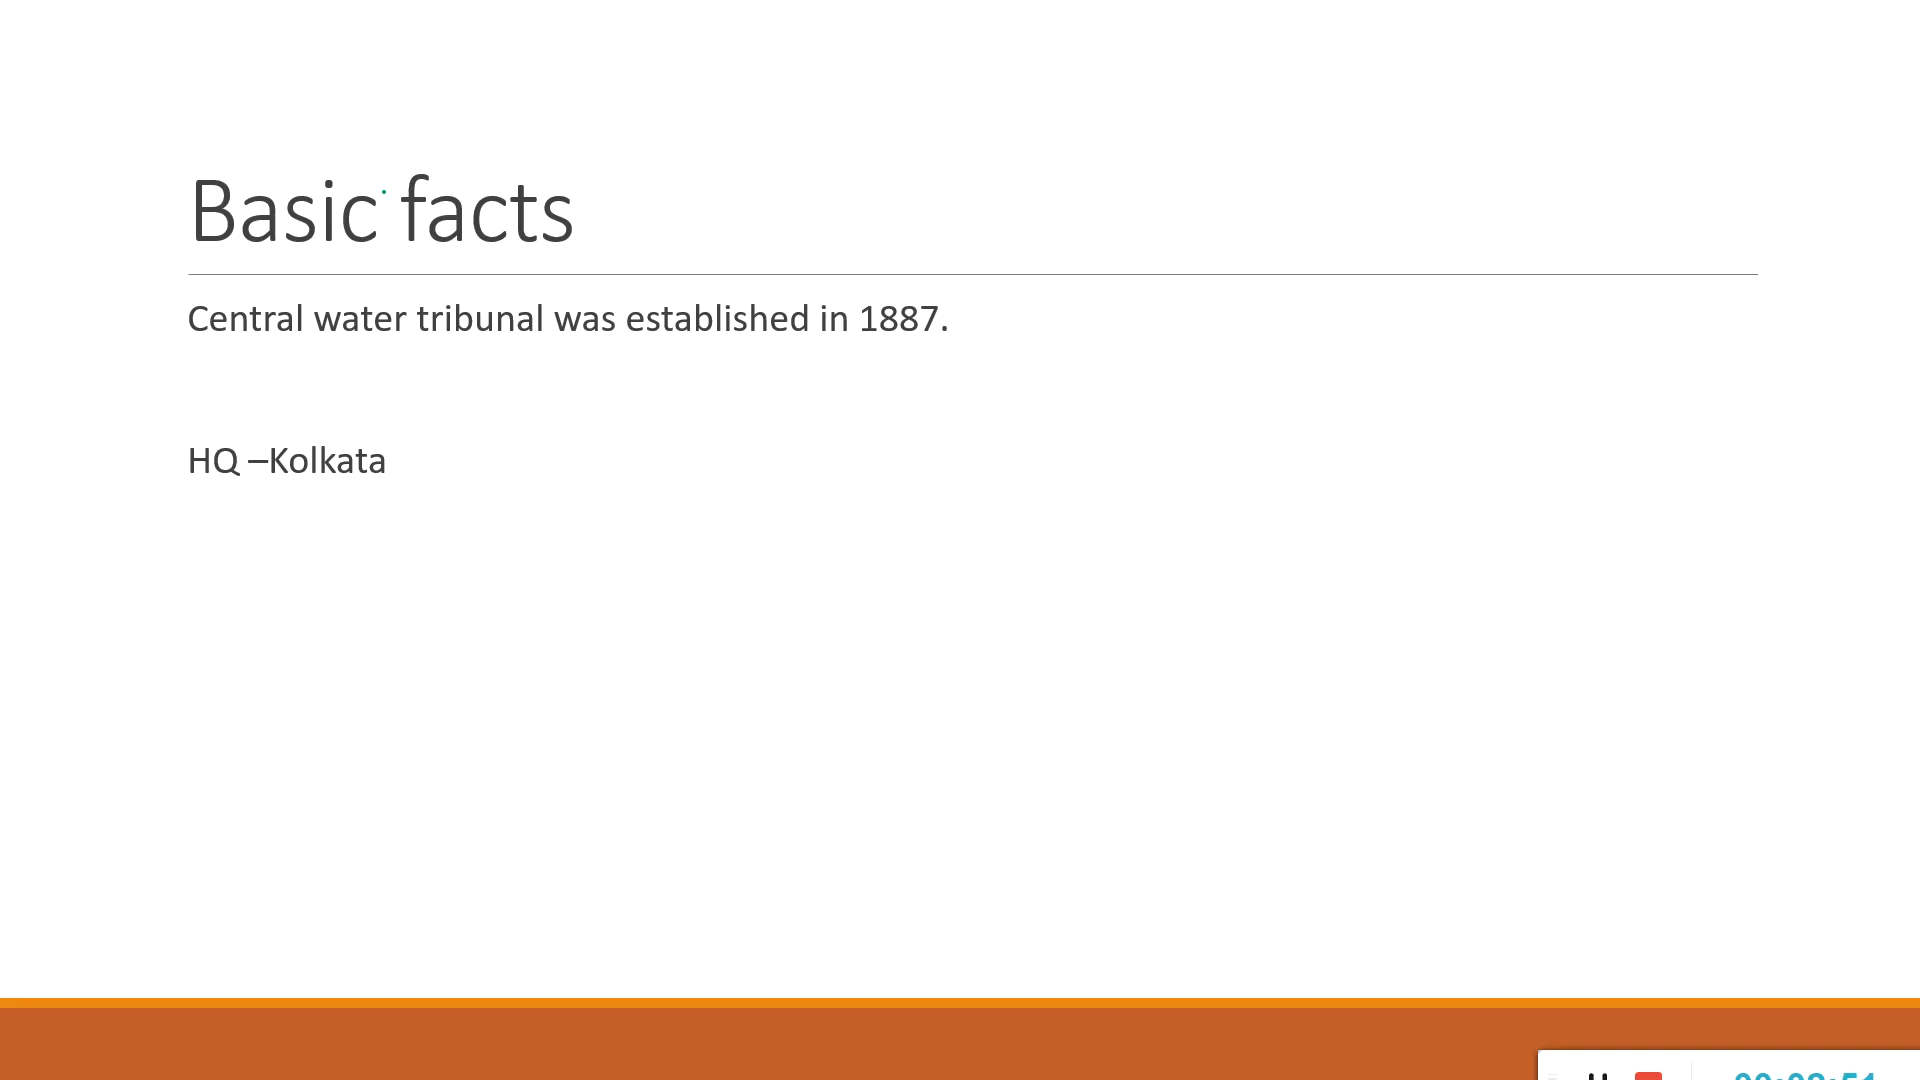 Basic facts
Central water tribunal was established in 1887.
HQ –Kolkata